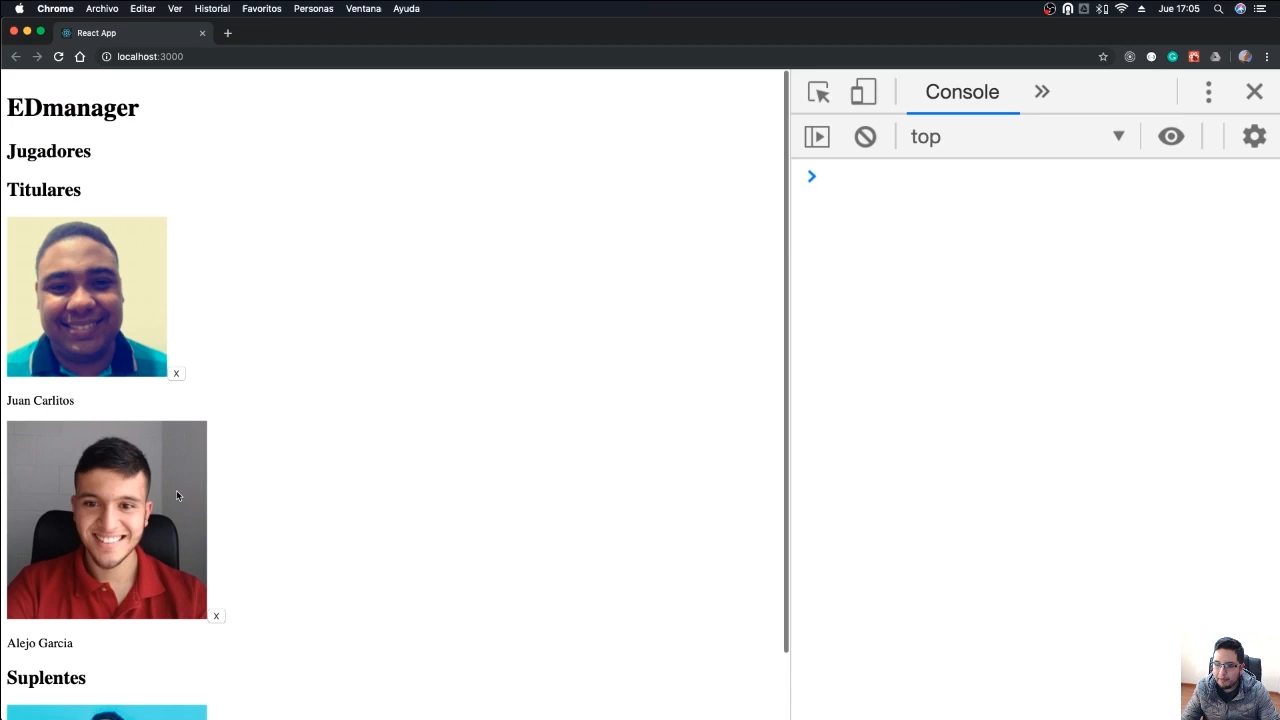 Chrome Archivo Editar Ver Historial Favoritos Personas Ventana Ayuda Jue 17:05
React App
localhost:3000
EDmanager
Jugadores
Titulares
X
Juan Carlitos
X
Alejo Garcia
Suplentes
Console
top